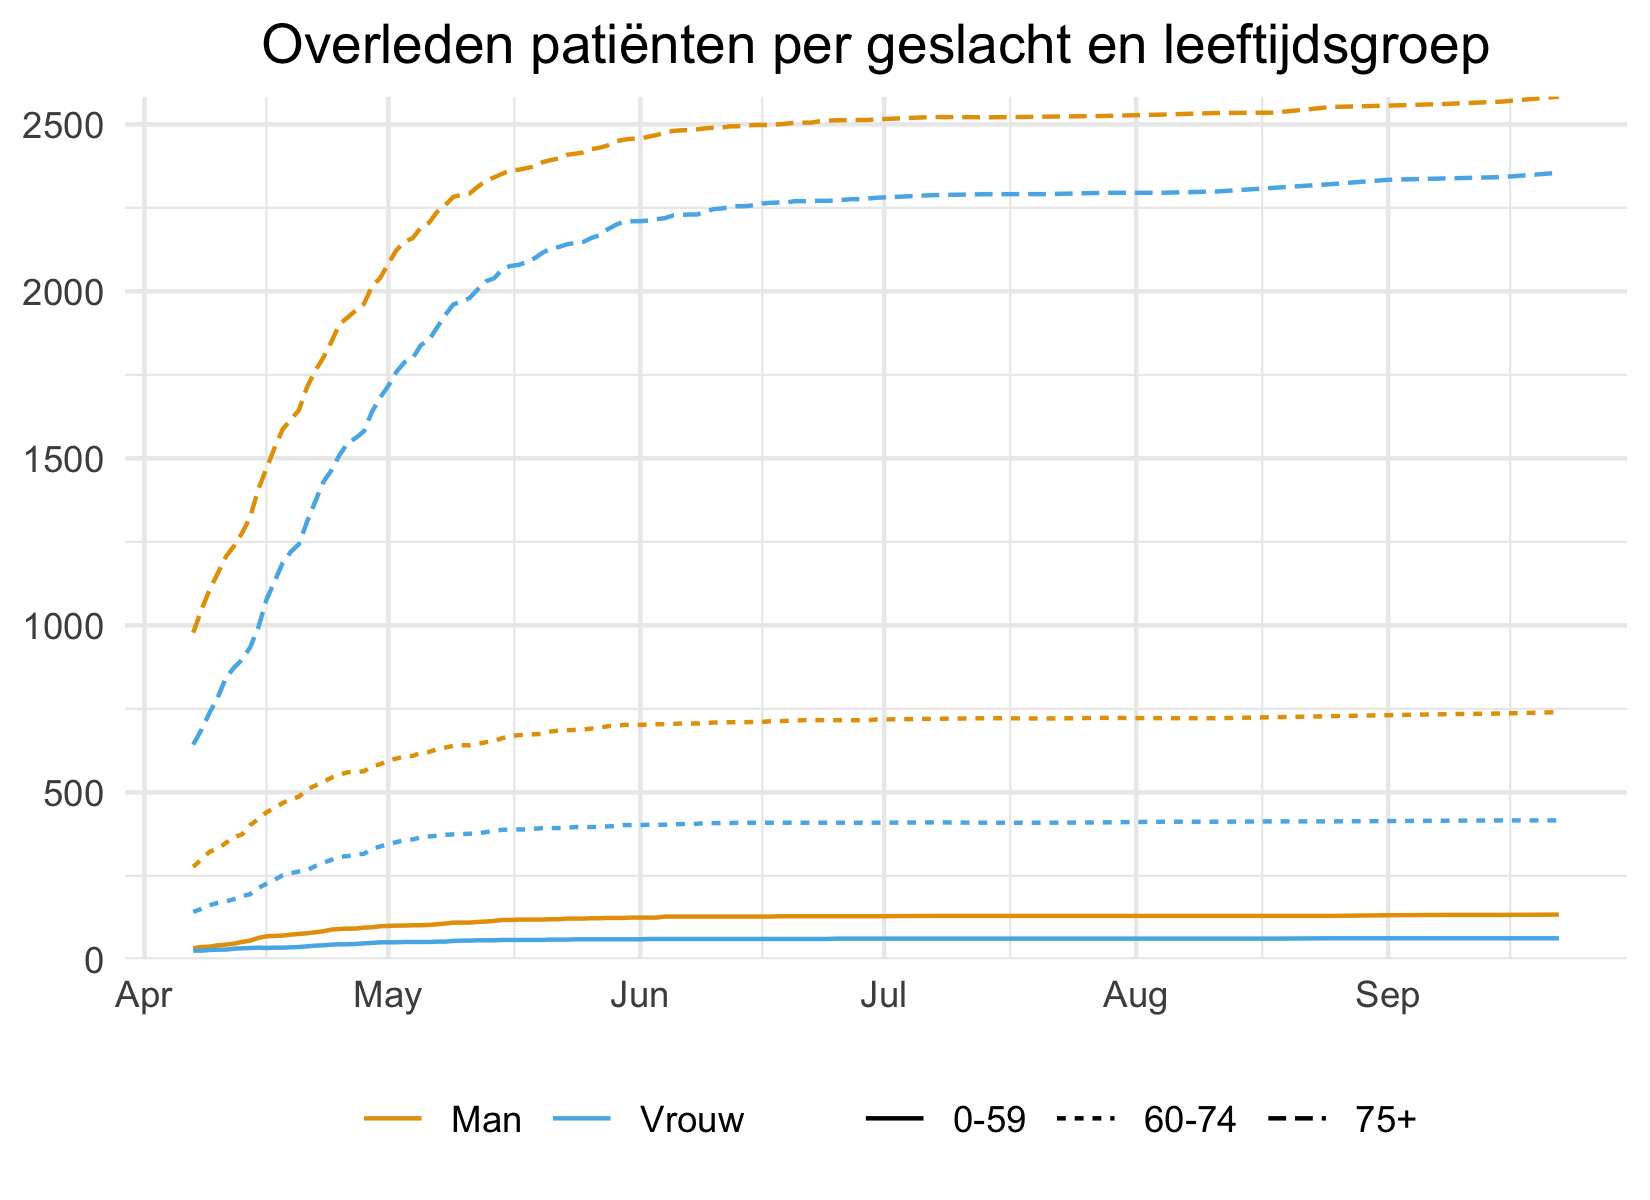 Overleden patiënten per geslacht en leeftijdsgroep
2500
2000
1500
1000
500
0
Apr May Jun Jul Aug Sep
Man Vrouw 0-59 60-74 75+